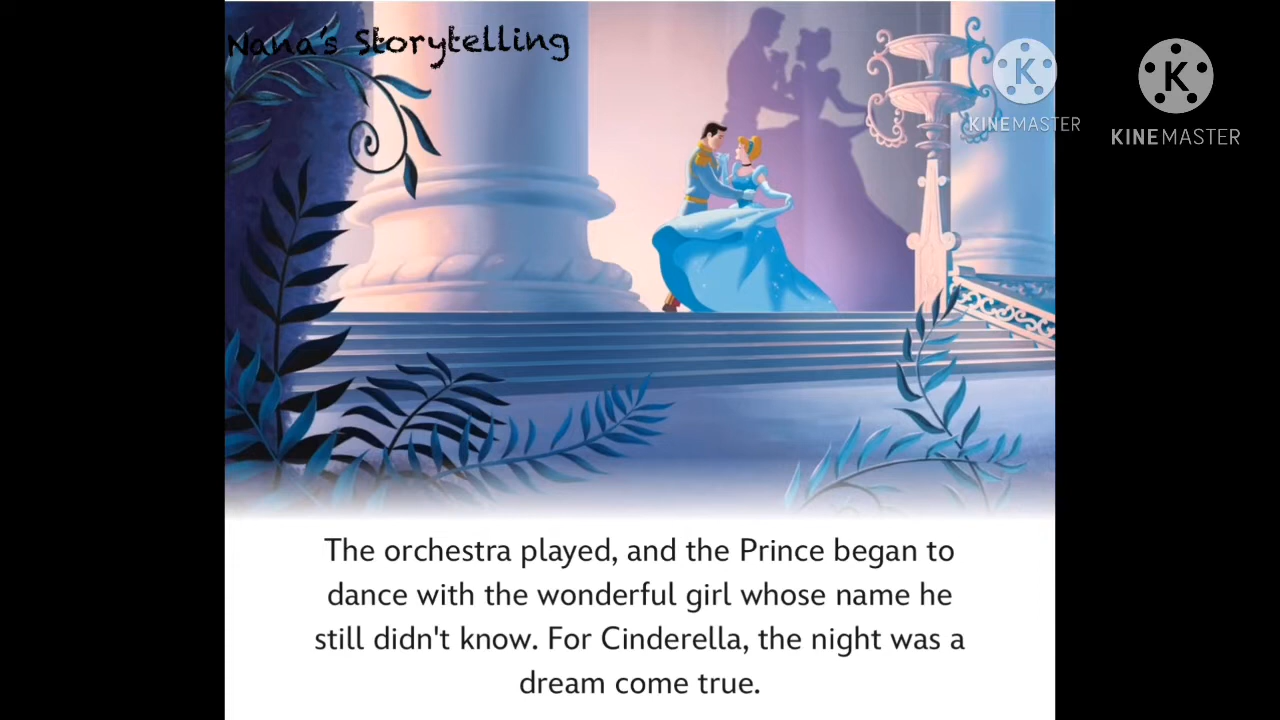 Nana's Storytelling
K
KINEMASTER
K
KINEMASTER
The orchestra played, and the Prince began to
dance with the wonderful girl whose name he
still didn't know. For Cinderella, the night was a
dream come true.